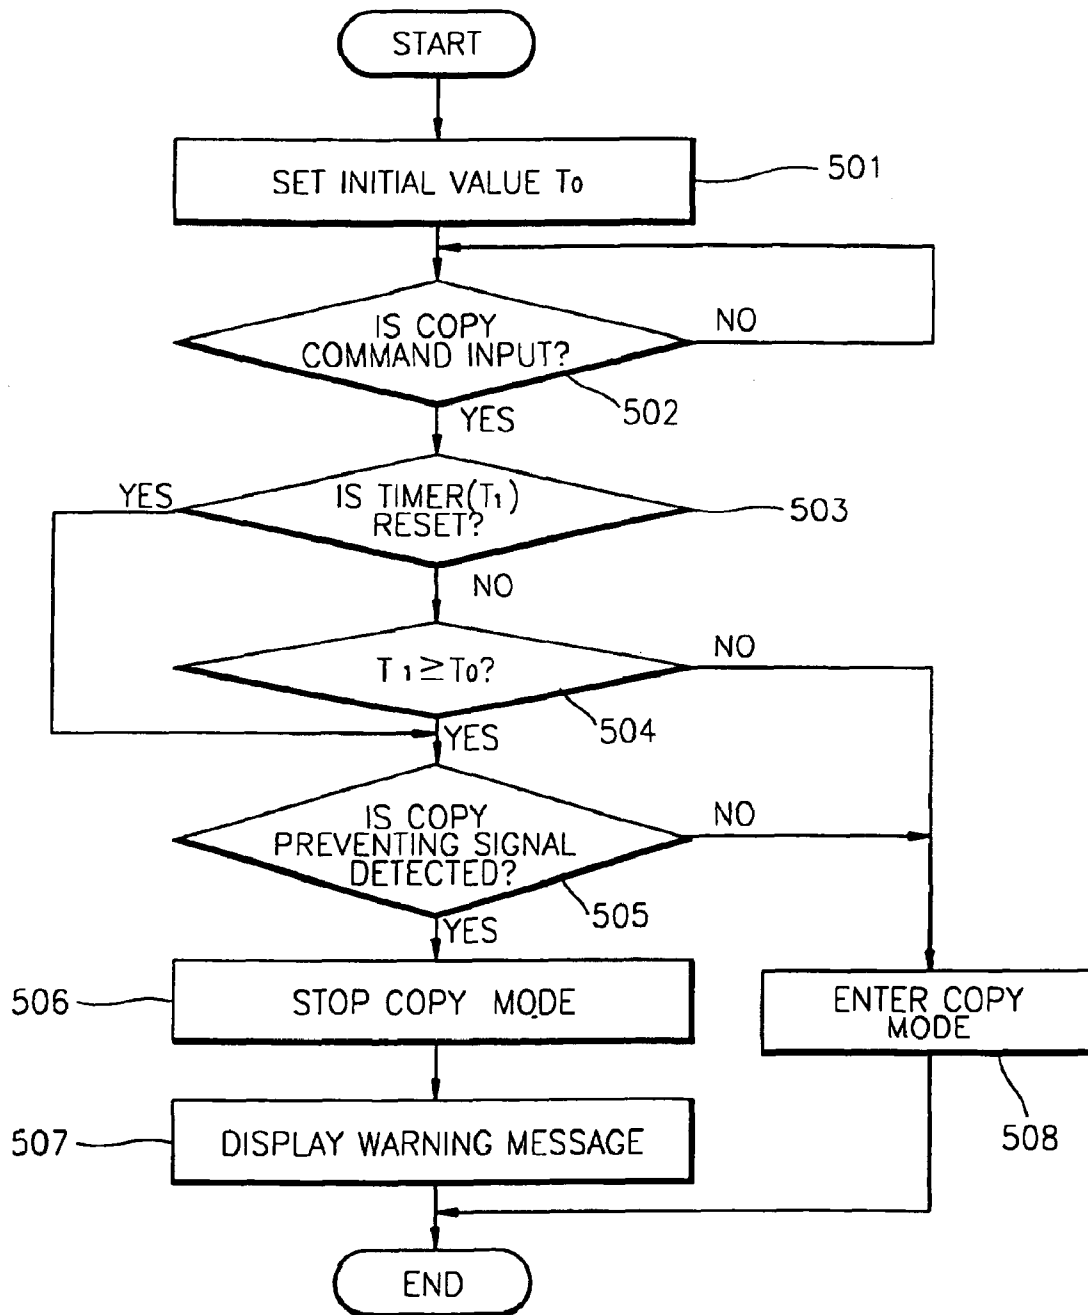 START
SET INITIAL VALUE T0
501
IS COPY
COMMAND INPUT?
NO
502
YES
IS TIMER(T1)
RESET?
YES
503
NO
T1≥T0?
NO
504
YES
IS COPY
PREVENTING SIGNAL
DETECTED?
NO
505
YES
506
STOP COPY MODE
ENTER COPY
MODE
508
507
DISPLAY WARNING MESSAGE
END